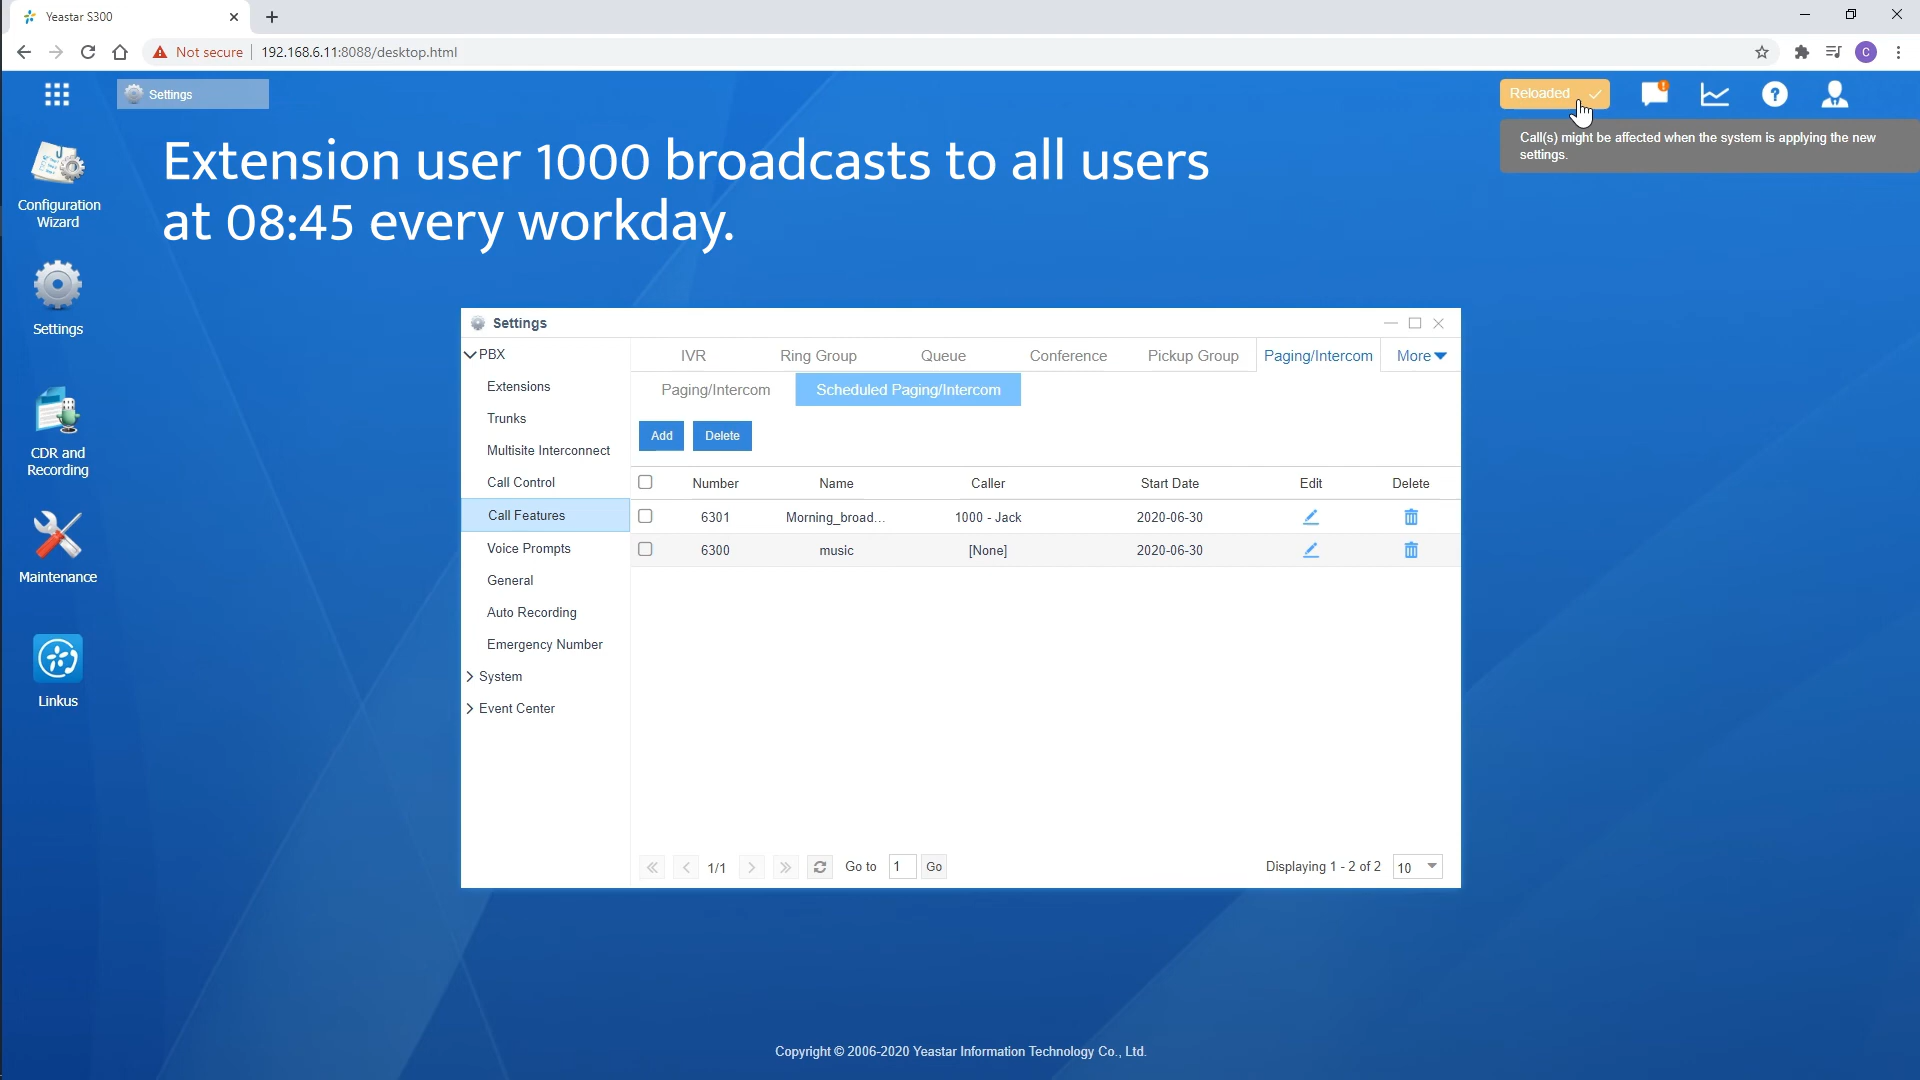 Yeastar S300
Not secure
192.168.6.11:8088/desktop.html
C
Settings
Reloaded
!
?
Call(s) might be affected when the system is applying the new
settings.
Extension user 1000 broadcasts to all users
at 08:45 every workday.
Configuration
Wizard
Settings
CDR and
Recording
Maintenance
Linkus
Settings
PBX
Extensions
Trunks
Multisite Interconnect
Call Control
Call Features
Voice Prompts
General
Auto Recording
Emergency Number
System
Event Center
IVR Ring Group Queue Conference Pickup Group Paging/Intercom More
Paging/Intercom Scheduled Paging/Intercom
Add Delete
Number Name Caller Start Date Edit Delete
6301 Morning_broad... 1000 - Jack 2020-06-30
6300 music [None] 2020-06-30
1/1 Go to 1 Go Displaying 1 - 2 of 2 10
Copyright © 2006-2020 Yeastar Information Technology Co., Ltd.